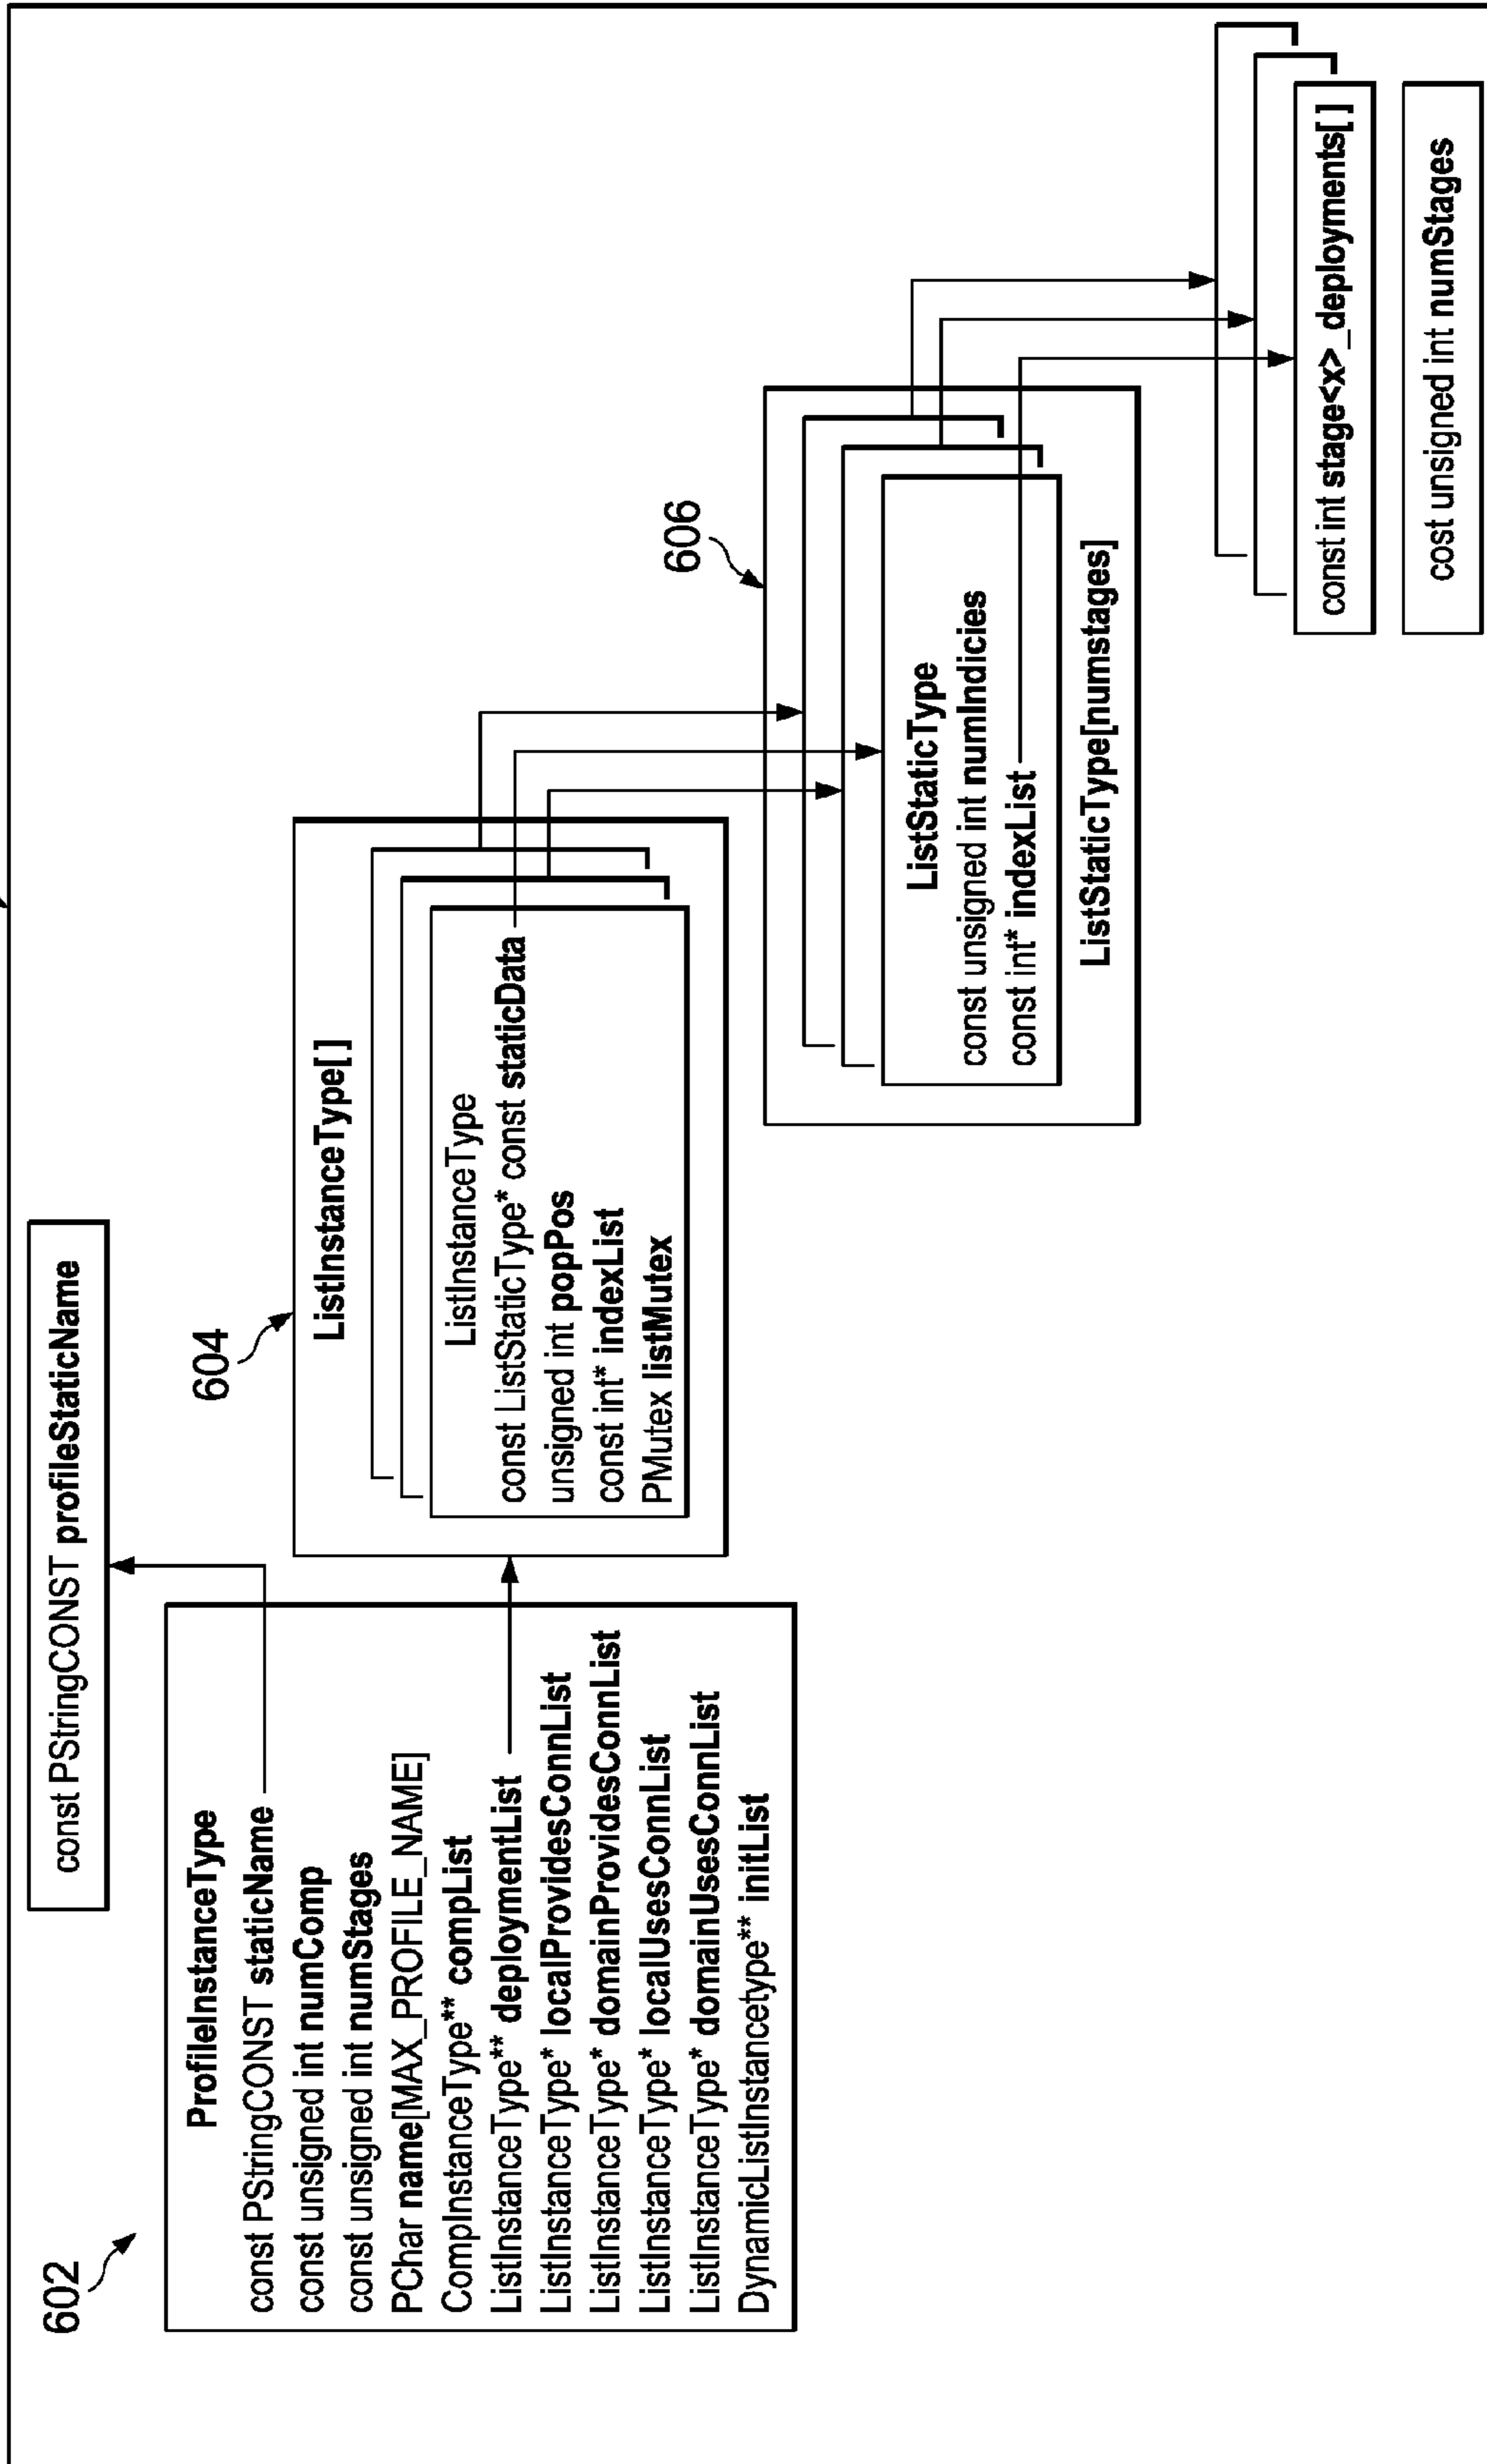 602
const PStringCONST profileStaticName
ProfileInstanceType
const PStringCONST staticName
const unsigned int numComp
const unsigned int numStages
PChar name[MAX_PROFILE_NAME]
CompInstanceType** compList
ListInstanceType** deploymentList
ListInstanceType* localProvidesConnList
ListInstanceType* domainProvidesConnList
ListInstanceType* localUsesConnList
ListInstanceType* domainUsesConnList
DynamicListInstancetype** initList
604
ListInstanceType[ ]
ListInstanceType
const ListStaticType* const staticData
unsigned int popPos
const int* indexList
PMutex listMutex
606
ListStaticType
const unsigned int numIndicies
const int* indexList
ListStaticType[numstages]
const int stage<x>_deployments[ ]
cost unsigned int numStages